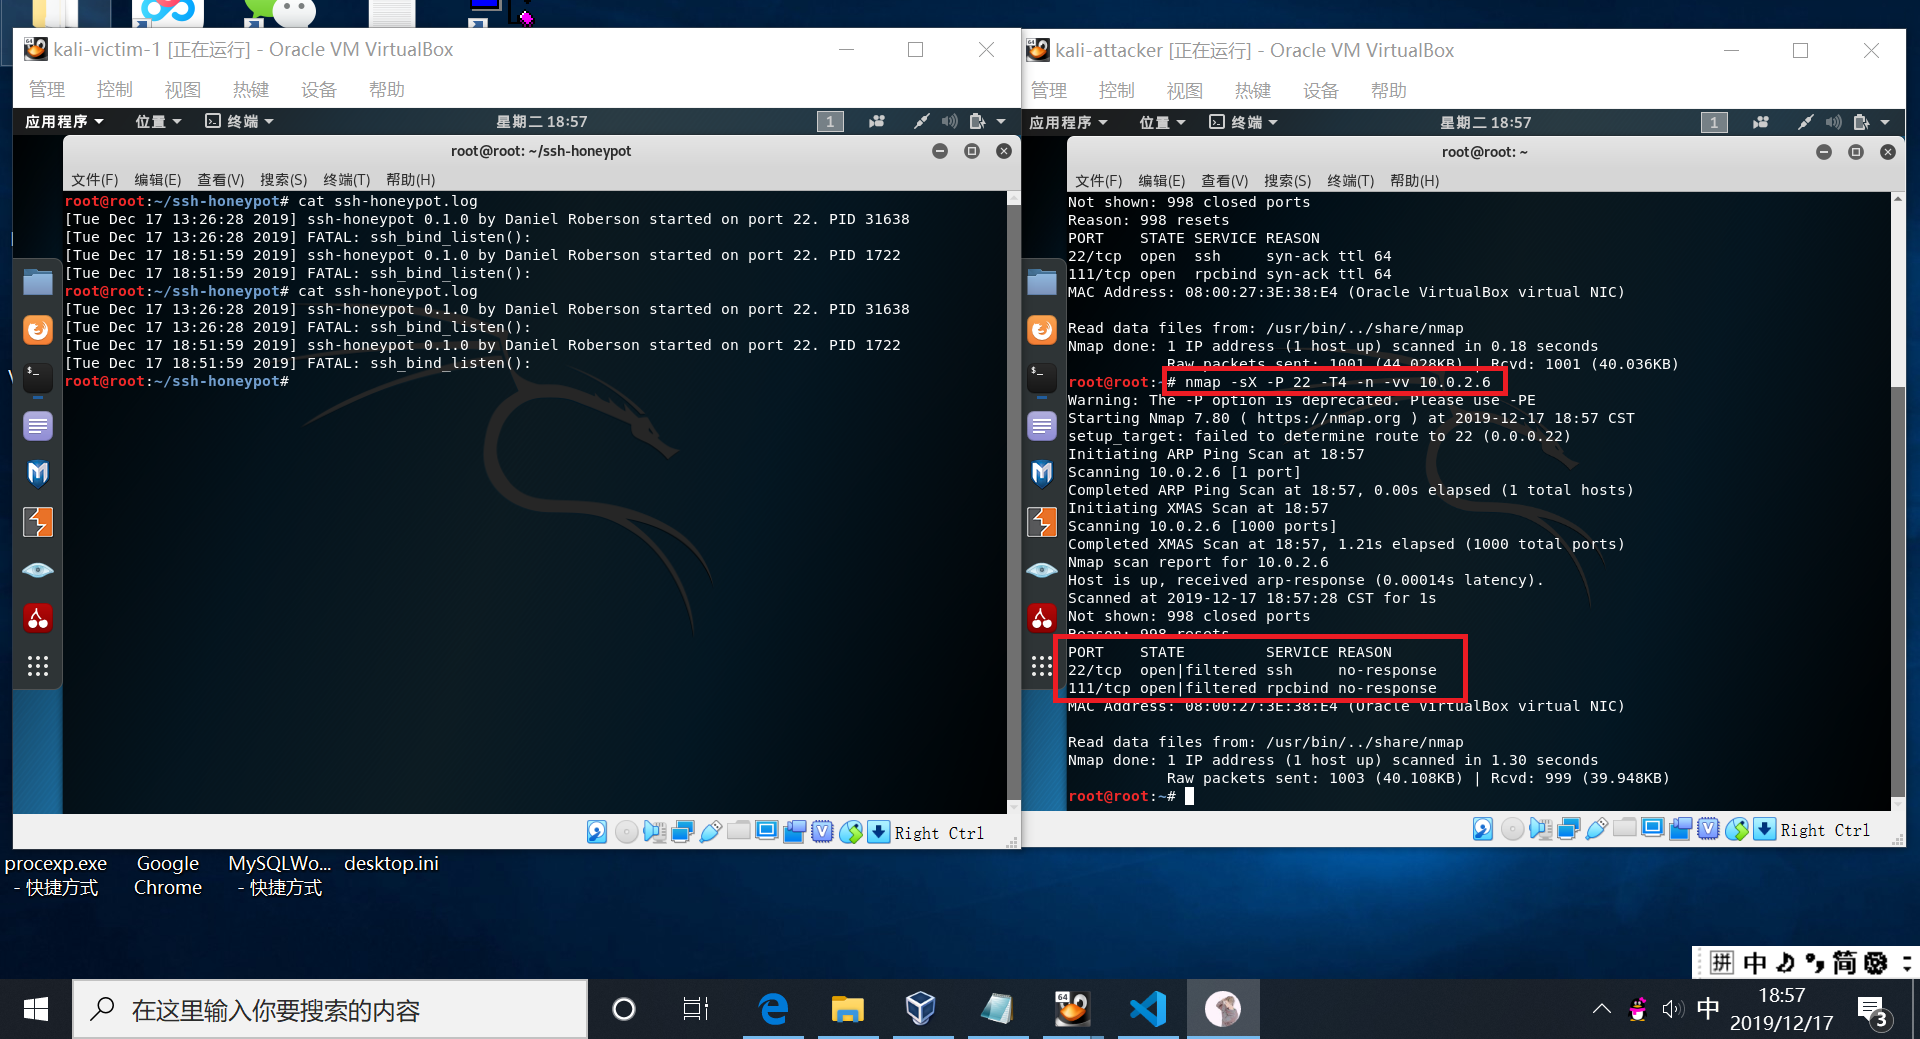 kali-victim-1 [正在运行] - Oracle VM VirtualBox
管理 控制 视图 热键 设备 帮助
应用程序 位置 终端 星期二 18:57 1
root@root: ~/ssh-honeypot
文件(F) 编辑(E) 查看(V) 搜索(S) 终端(T) 帮助(H)
root@root:~/ssh-honeypot# cat ssh-honeypot.log
[Tue Dec 17 13:26:28 2019] ssh-honeypot 0.1.0 by Daniel Roberson started on port 22. PID 31638
[Tue Dec 17 13:26:28 2019] FATAL: ssh_bind_listen():
[Tue Dec 17 18:51:59 2019] ssh-honeypot 0.1.0 by Daniel Roberson started on port 22. PID 1722
[Tue Dec 17 18:51:59 2019] FATAL: ssh_bind_listen():
root@root:~/ssh-honeypot# cat ssh-honeypot.log
[Tue Dec 17 13:26:28 2019] ssh-honeypot 0.1.0 by Daniel Roberson started on port 22. PID 31638
[Tue Dec 17 13:26:28 2019] FATAL: ssh_bind_listen():
[Tue Dec 17 18:51:59 2019] ssh-honeypot 0.1.0 by Daniel Roberson started on port 22. PID 1722
[Tue Dec 17 18:51:59 2019] FATAL: ssh_bind_listen():
root@root:~/ssh-honeypot#
Right Ctrl
kali-attacker [正在运行] - Oracle VM VirtualBox
管理 控制 视图 热键 设备 帮助
应用程序 位置 终端 星期二 18:57 1
root@root: ~
文件(F) 编辑(E) 查看(V) 搜索(S) 终端(T) 帮助(H)
Not shown: 998 closed ports
Reason: 998 resets
PORT    STATE SERVICE REASON
22/tcp  open  ssh     syn-ack ttl 64
111/tcp open  rpcbind syn-ack ttl 64
MAC Address: 08:00:27:3E:38:E4 (Oracle VirtualBox virtual NIC)
Read data files from: /usr/bin/../share/nmap
Nmap done: 1 IP address (1 host up) scanned in 0.18 seconds
Raw packets sent: 1001 (44.028KB) | Rcvd: 1001 (40.036KB)
root@root:~# nmap -sX -P 22 -T4 -n -vv 10.0.2.6
Warning: The -P option is deprecated. Please use -PE
Starting Nmap 7.80 ( https://nmap.org ) at 2019-12-17 18:57 CST
setup_target: failed to determine route to 22 (0.0.0.22)
Initiating ARP Ping Scan at 18:57
Scanning 10.0.2.6 [1 port]
Completed ARP Ping Scan at 18:57, 0.00s elapsed (1 total hosts)
Initiating XMAS Scan at 18:57
Scanning 10.0.2.6 [1000 ports]
Completed XMAS Scan at 18:57, 1.21s elapsed (1000 total ports)
Nmap scan report for 10.0.2.6
Host is up, received arp-response (0.00014s latency).
Scanned at 2019-12-17 18:57:28 CST for 1s
Not shown: 998 closed ports
Reason: 998 resets
PORT    STATE         SERVICE REASON
22/tcp  open|filtered ssh     no-response
111/tcp open|filtered rpcbind no-response
MAC Address: 08:00:27:3E:38:E4 (Oracle VirtualBox virtual NIC)
Read data files from: /usr/bin/../share/nmap
Nmap done: 1 IP address (1 host up) scanned in 1.30 seconds
Raw packets sent: 1003 (40.108KB) | Rcvd: 999 (39.948KB)
root@root:~#
Right Ctrl
procexp.exe - 快捷方式
Google Chrome
MySQLWo... - 快捷方式
desktop.ini
拼 中 简
在这里输入你要搜索的内容
64
中
18:57
2019/12/17
3